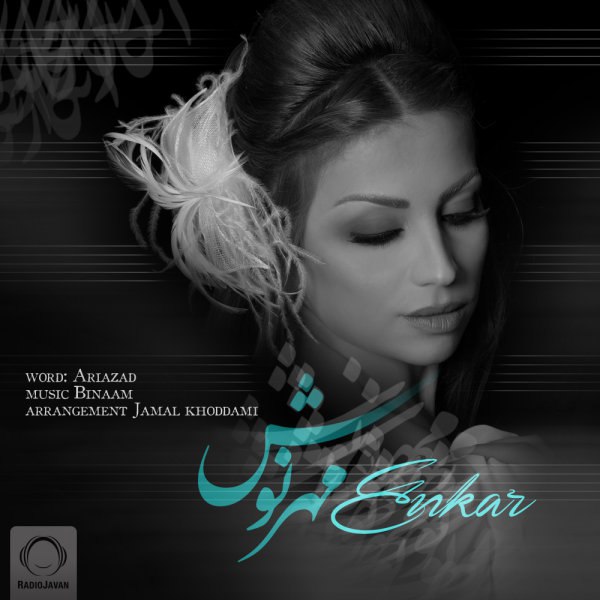 word: Ariazad
music Binaam
arrangement Jamal khoddami
مهرنوش
Enkar
RadioJavan